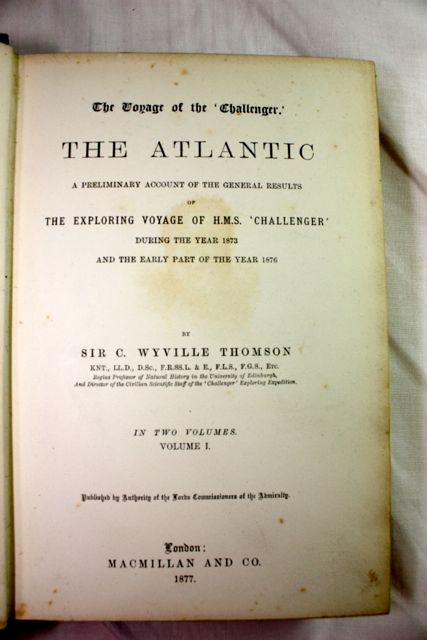 The Voyage of the 'Challenger.'
THE ATLANTIC
A PRELIMINARY ACCOUNT OF THE GENERAL RESULTS
OF
THE EXPLORING VOYAGE OF H.M.S. 'CHALLENGER'
DURING THE YEAR 1873
AND THE EARLY PART OF THE YEAR 1876
BY
SIR C. WYVILLE THOMSON
KNT., LL.D., D.Sc., F.R.SS.L. & E., F.L.S., F.G.S., Etc.
Regius Professor of Natural History in the University of Edinburgh,
And Director of the Civilian Scientific Staff of the 'Challenger' Exploring Expedition.
IN TWO VOLUMES.
VOLUME I.
Published by Authority of the Lords Commissioners of the Admiralty.
London:
MACMILLAN AND CO.
1877.